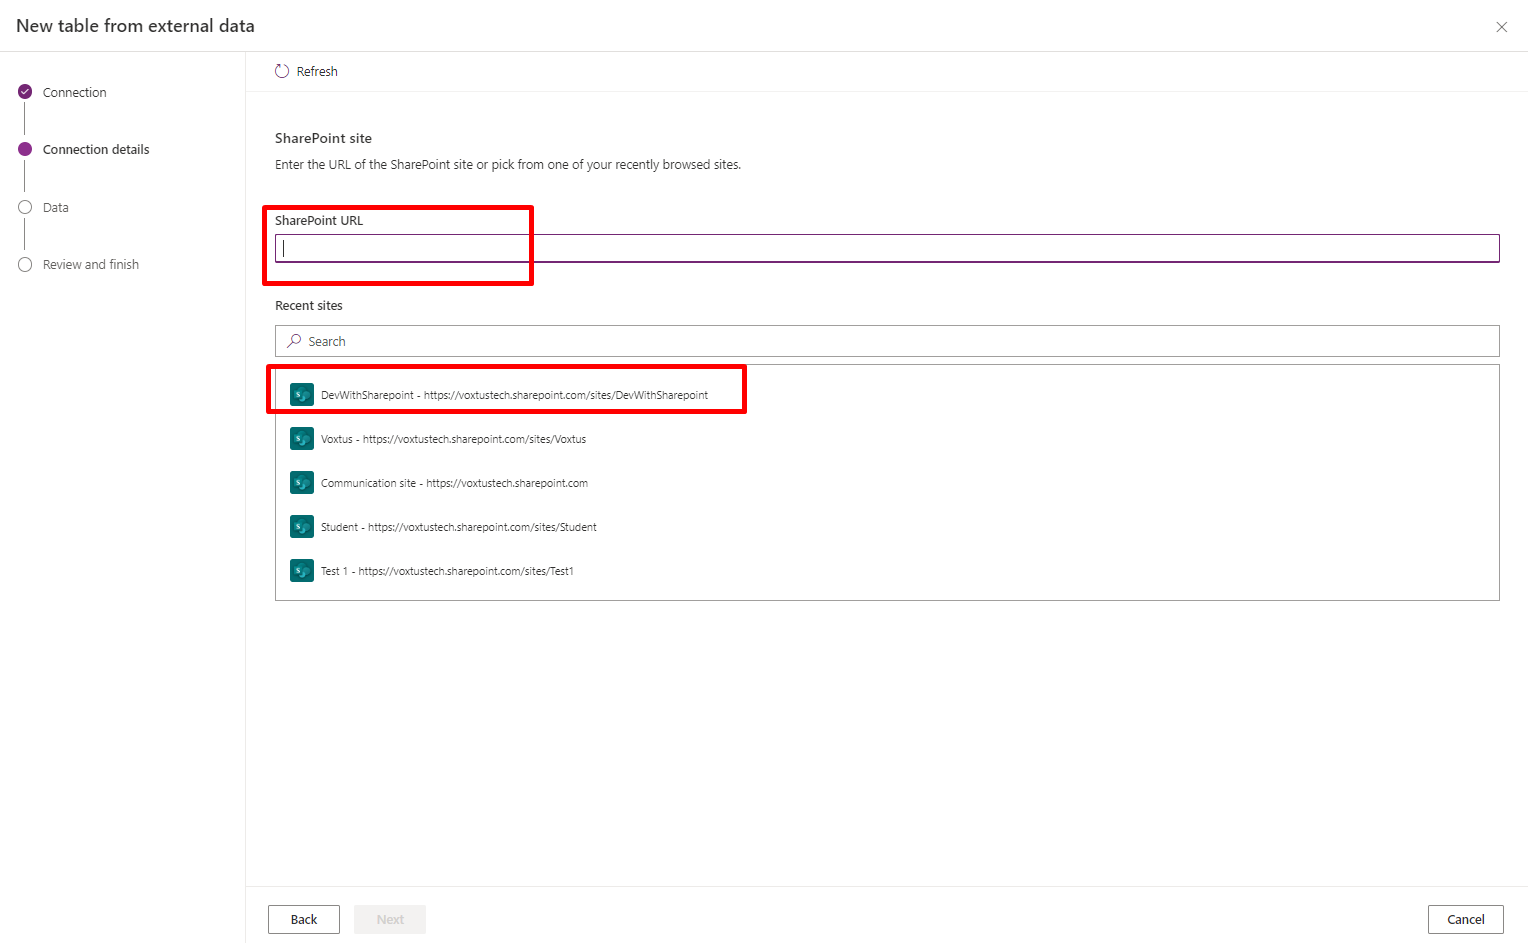 New table from external data
Refresh
Connection
Connection details
Data
Review and finish
SharePoint site
Enter the URL of the SharePoint site or pick from one of your recently browsed sites.
SharePoint URL
Recent sites
Search
DevWithSharepoint - https://voxtustech.sharepoint.com/sites/DevWithSharepoint
Voxtus - https://voxtustech.sharepoint.com/sites/Voxtus
Communication site - https://voxtustech.sharepoint.com
Student - https://voxtustech.sharepoint.com/sites/Student
Test 1 - https://voxtustech.sharepoint.com/sites/Test1
Back
Next
Cancel